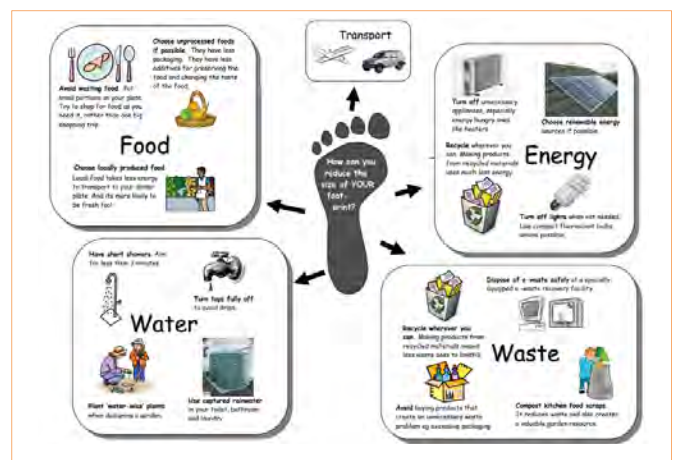 Transport
Avoid wasting food. Put
small portions on your plate.
Try to shop for food as you
need it, rather than one big
shopping trip.
Choose unprocessed foods
if possible. They have less
packaging. They have less
additives for preserving the
food and changing the taste
of the food.
Food
Choose locally produced food.
Local food takes less energy
to transport to your dinner
plate. And its more likely to
be fresh too!
How can you
reduce the
size of YOUR
foot-
print?
Turn off unnecessary
appliances, especially
energy hungry ones
like heaters.
Choose renewable energy
sources if possible.
Recycle wherever you
can. Making products
from recycled materials
uses much less energy.
Energy
Turn off lights when not needed.
Use compact fluorescent bulbs
where possible.
Have short showers. Aim
for less than 3 minutes.
Turn taps fully off
to avoid drips.
Water
Plant 'water-wise' plants
when designing a garden.
Use captured rainwater
in your toilet, bathroom
and laundry.
Dispose of e-waste safely at a specially
equipped e-waste recovery facility.
Recycle wherever you
can. Making products from
recycled materials means
less waste goes to landfill.
Waste
Avoid buying products that
create an unnecessary waste
problem eg excessive packaging.
Compost kitchen food scraps.
It reduces waste and also creates
a valuable garden resource.